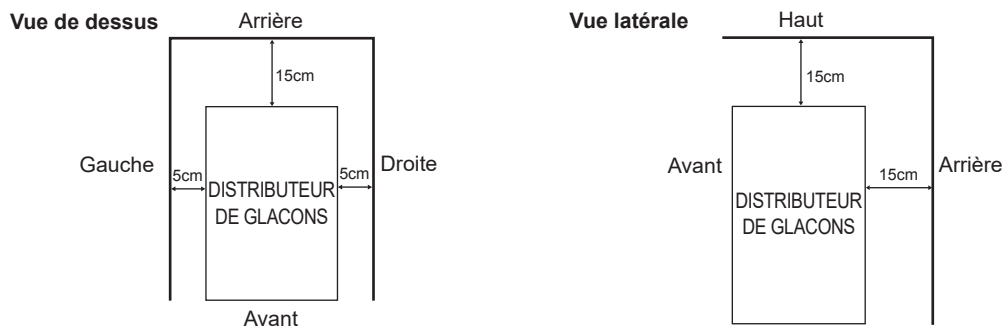 Vue de dessus
Arrière
15cm
Gauche
5cm
DISTRIBUTEUR
DE GLACONS
5cm
Droite
Avant
Vue latérale
Haut
15cm
Avant
DISTRIBUTEUR
DE GLACONS
15cm
Arrière